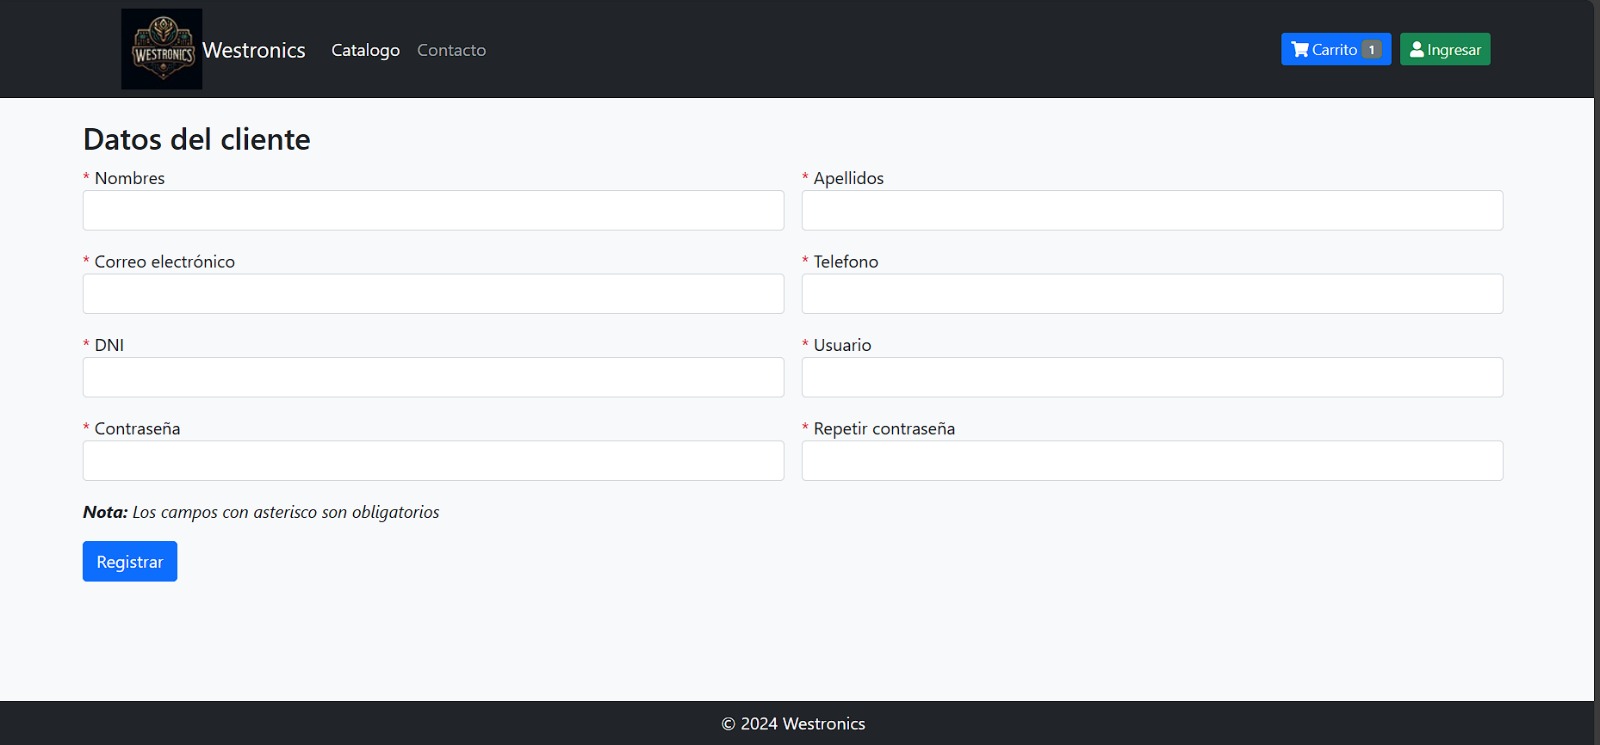 WESTRONICS
Westronics Catalogo Contacto Carrito 1 Ingresar
Datos del cliente
* Nombres
* Apellidos
* Correo electrónico
* Telefono
* DNI
* Usuario
* Contraseña
* Repetir contraseña
Nota: Los campos con asterisco son obligatorios
Registrar
© 2024 Westronics